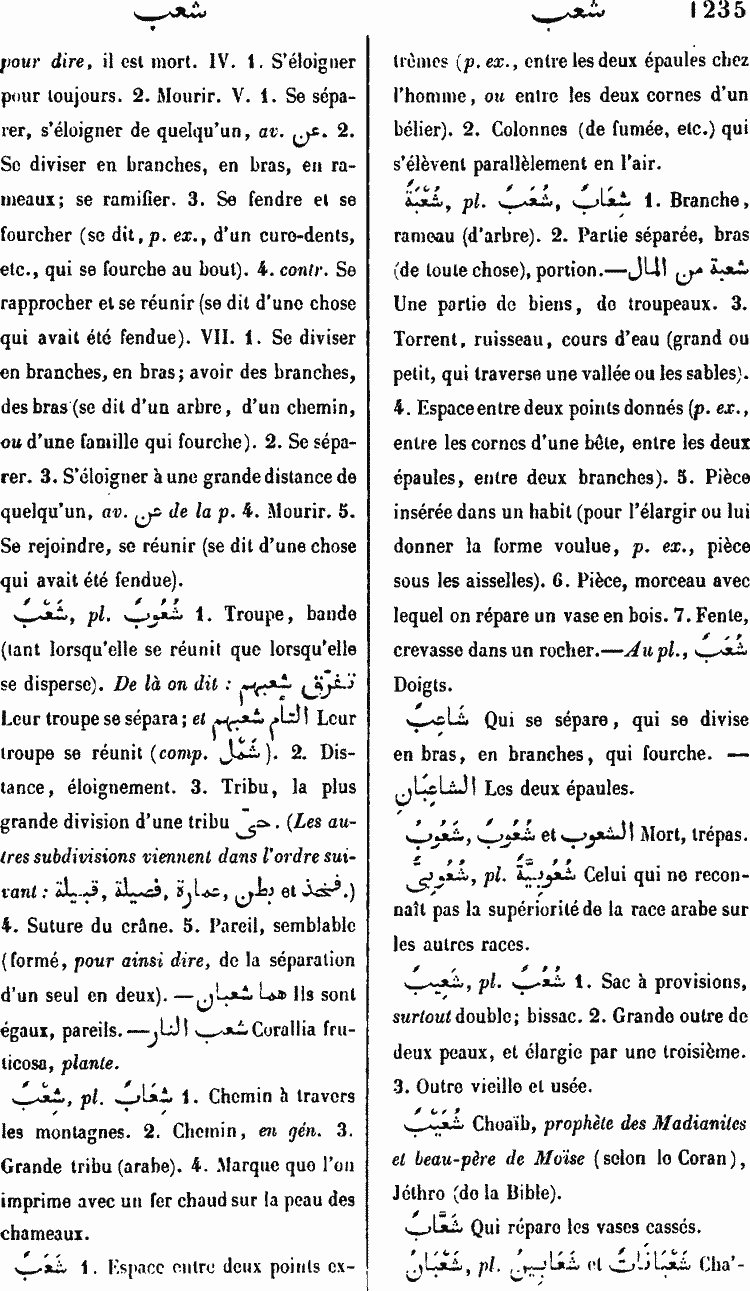 شعب شعب 1235
pour dire, il est mort. IV. 1. S'éloigner
pour toujours. 2. Mourir. V. 1. Se sépa-
rer, s'éloigner de quelqu'un, av. عن. 2.
Se diviser en branches, en bras, en ra-
meaux; se ramifier. 3. Se fendre et se
fourcher (se dit, p. ex., d'un cure-dents,
etc., qui se fourche au bout). 4. contr. Se
rapprocher et se réunir (se dit d'une chose
qui avait été fendue). VII. 1. Se diviser
en branches, en bras; avoir des branches,
des bras (se dit d'un arbre, d'un chemin,
ou d'une famille qui fourche). 2. Se sépa-
rer. 3. S'éloigner à une grande distance de
quelqu'un, av. عن de la p. 4. Mourir. 5.
Se rejoindre, se réunir (se dit d'une chose
qui avait été fendue).
شَعْبٌ, pl. شُعُوبٌ 1. Troupe, bande
(tant lorsqu'elle se réunit que lorsqu'elle
se disperse). De là on dit : تفرّق شعبهم
Leur troupe se sépara; et التام شعبهم Leur
troupe se réunit (comp. شَمْل). 2. Dis-
tance, éloignement. 3. Tribu, la plus
grande division d'une tribu حىّ. (Les au-
tres subdivisions viennent dans l'ordre sui-
vant : قبيلة, فصيلة, عمارة, بطن et فخذ.)
4. Suture du crâne. 5. Pareil, semblable
(formé, pour ainsi dire, de la séparation
d'un seul en deux). — هما شعبان Ils sont
égaux, pareils. — شعب النار Corallia fru-
ticosa, plante.
شِعْبٌ, pl. شِعَابٌ 1. Chemin à travers
les montagnes. 2. Chemin, en gén. 3.
Grande tribu (arabe). 4. Marque que l'on
imprime avec un fer chaud sur la peau des
chameaux.
شَعَبٌ 1. Espace entre deux points ex-
trêmes (p. ex., entre les deux épaules chez
l'homme, ou entre les deux cornes d'un
bélier). 2. Colonnes (de fumée, etc.) qui
s'élèvent parallèlement en l'air.
شُعْبَةٌ, pl. شُعَبٌ, شِعَابٌ 1. Branche,
rameau (d'arbre). 2. Partie séparée, bras
(de toute chose), portion. — شعبة من المال
Une partie de biens, de troupeaux. 3.
Torrent, ruisseau, cours d'eau (grand ou
petit, qui traverse une vallée ou les sables).
4. Espace entre deux points donnés (p. ex.,
entre les cornes d'une bête, entre les deux
épaules, entre deux branches). 5. Pièce
insérée dans un habit (pour l'élargir ou lui
donner la forme voulue, p. ex., pièce
sous les aisselles). 6. Pièce, morceau avec
lequel on répare un vase en bois. 7. Fente,
crevasse dans un rocher. — Au pl., شُعَبٌ
Doigts.
شَاعِبٌ Qui se sépare, qui se divise
en bras, en branches, qui fourche. —
الشاعِبَانِ Les deux épaules.
شَعُوبُ, شَعُوبٌ et الشعوب Mort, trépas.
شُعُوبِىٌّ, pl. شُعُوبِيَّةٌ Celui qui ne recon-
naît pas la supériorité de la race arabe sur
les autres races.
شَعِيبٌ, pl. شُعُبٌ 1. Sac à provisions,
surtout double; bissac. 2. Grande outre de
deux peaux, et élargie par une troisième.
3. Outre vieille et usée.
شُعَيْبٌ Choaïb, prophète des Madianites
et beau-père de Moïse (selon le Coran),
Jéthro (de la Bible).
شَعَّابٌ Qui répare les vases cassés.
شَعْبَانُ, pl. شَعَابِينُ et شَعْبَانَاتٌ Cha'-